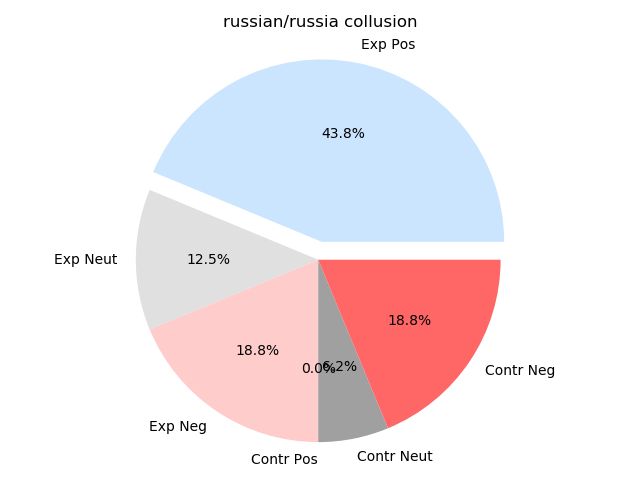 russian/russia collusion
Exp Pos
43.8%
Exp Neut
12.5%
18.8%
Exp Neg
0.0%
Contr Pos
6.2%
Contr Neut
18.8%
Contr Neg